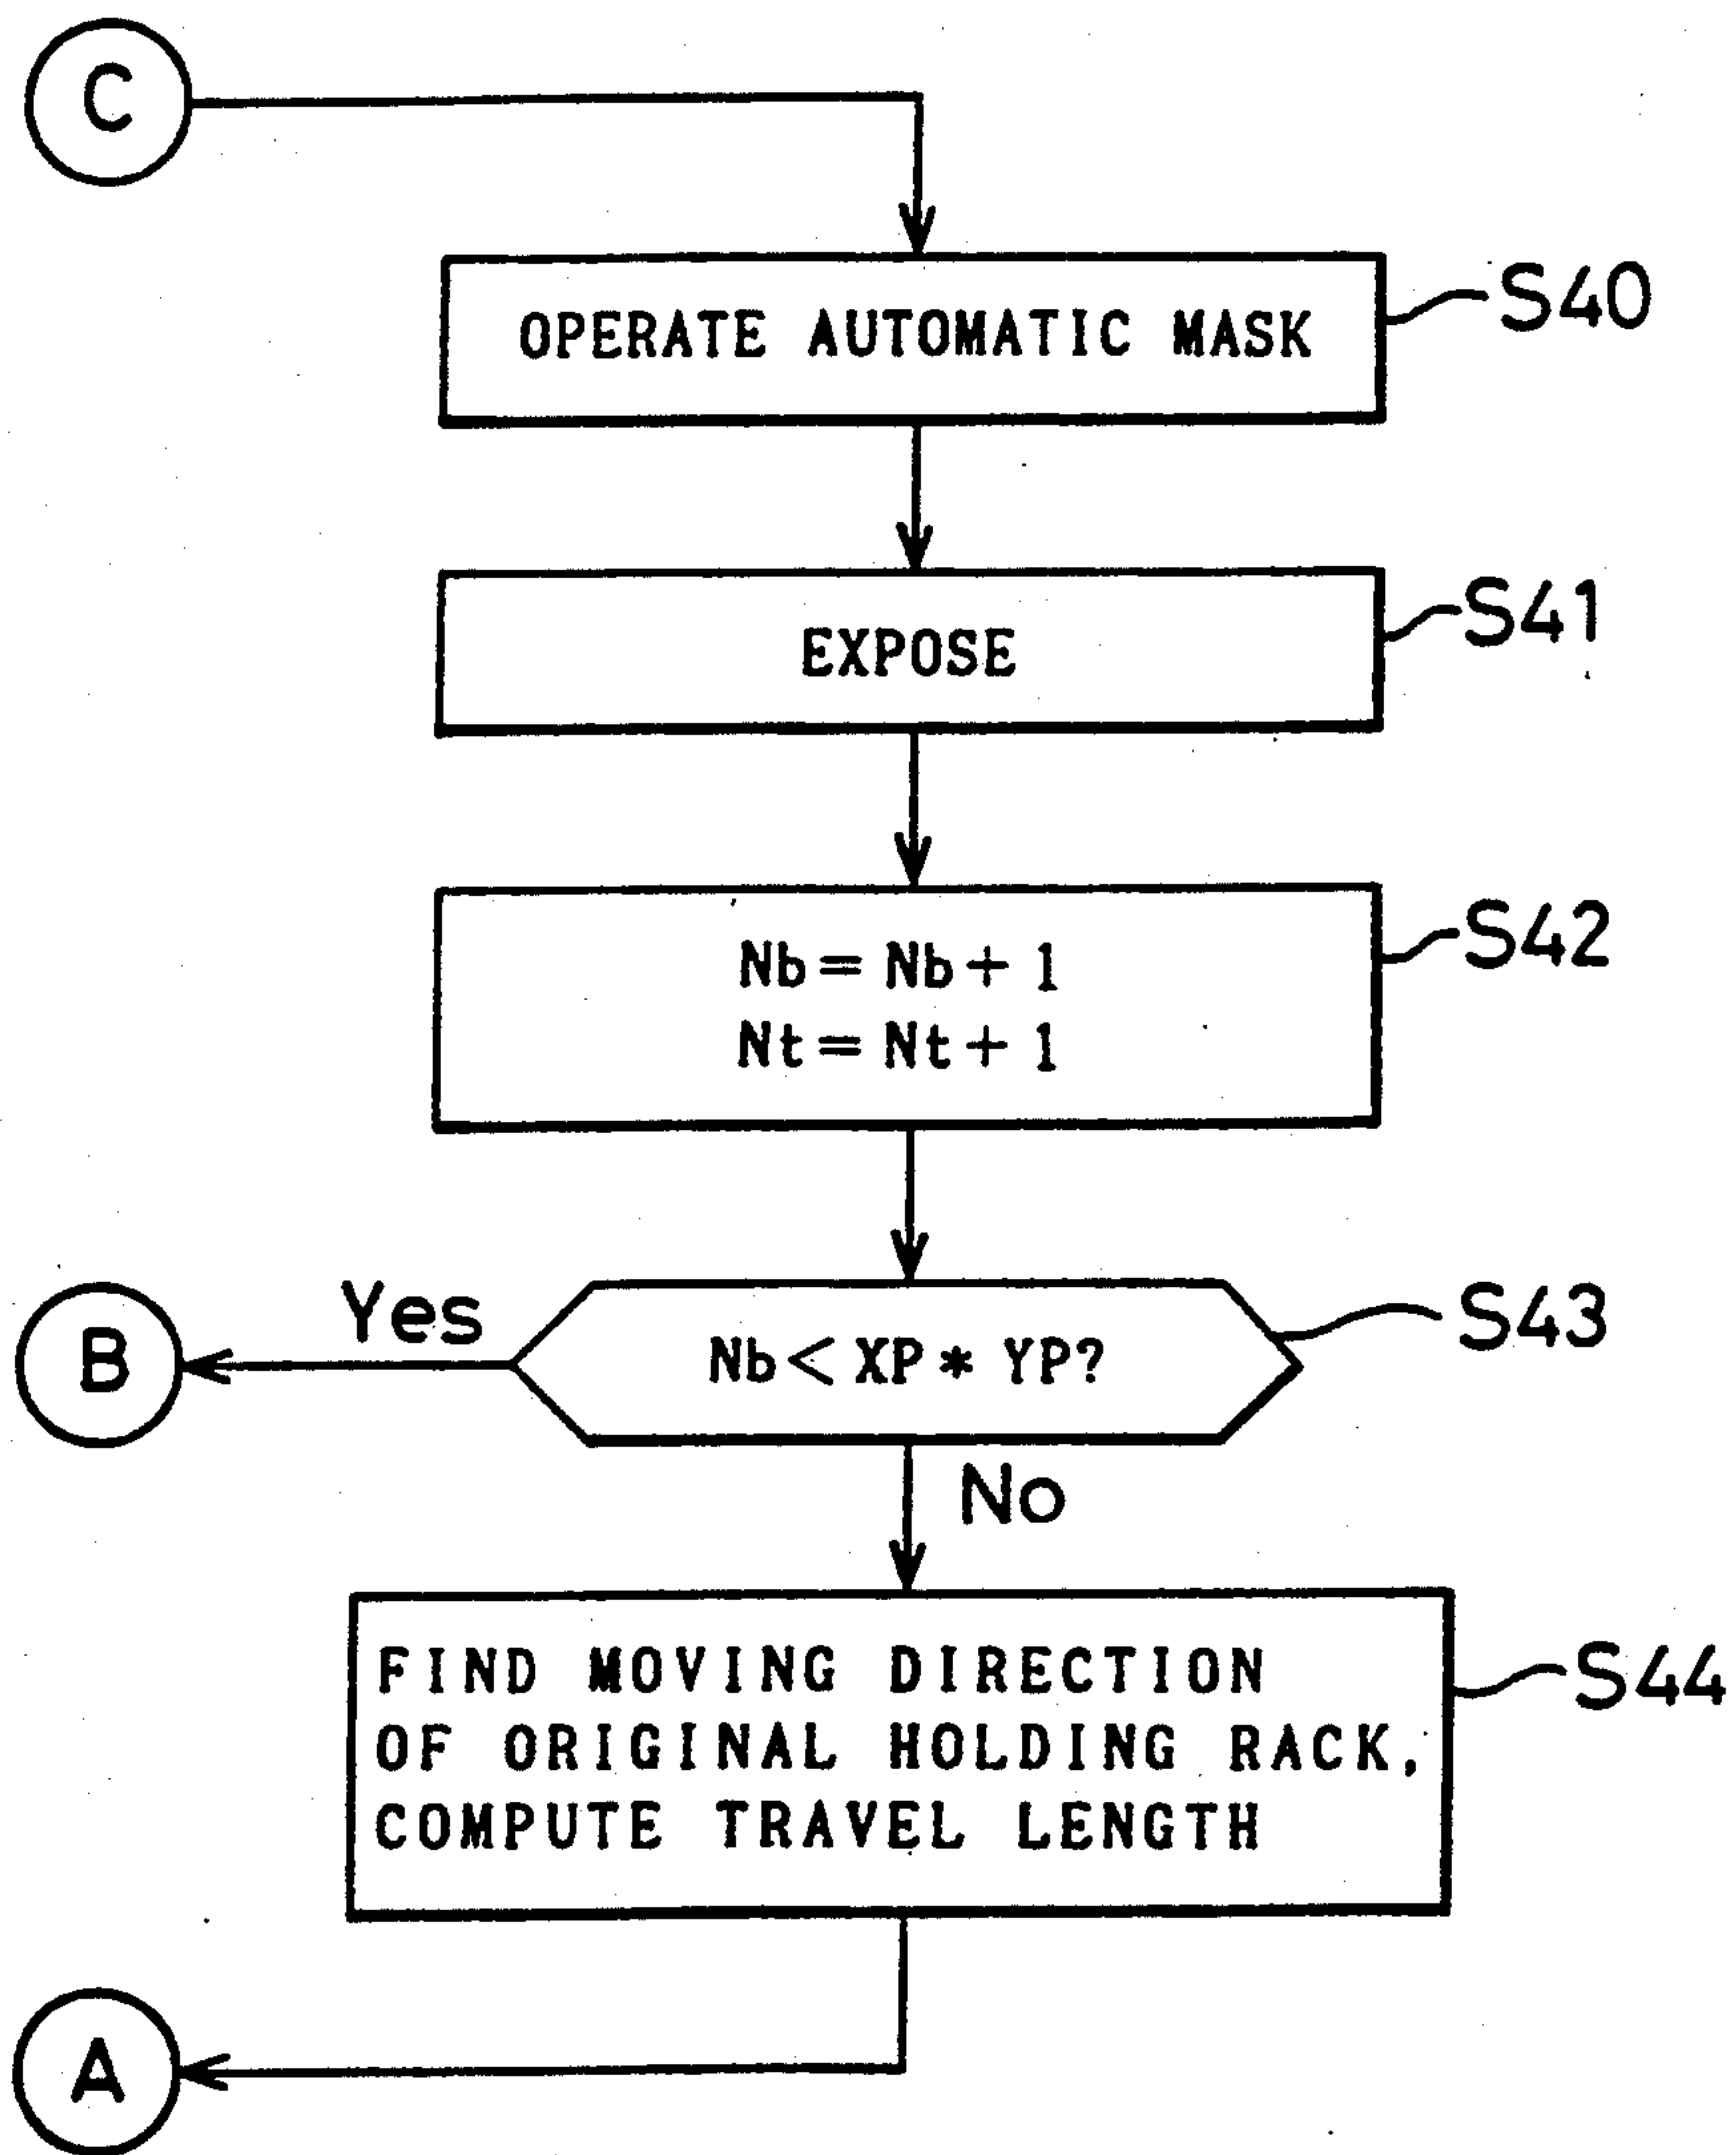 C
OPERATE AUTOMATIC MASK
S40
EXPOSE
S41
Nb=Nb+1
Nt=Nt+1
S42
Yes
B
Nb<XP* YP?
S43
No
FIND MOVING DIRECTION
OF ORIGINAL HOLDING RACK,
COMPUTE TRAVEL LENGTH
S44
A